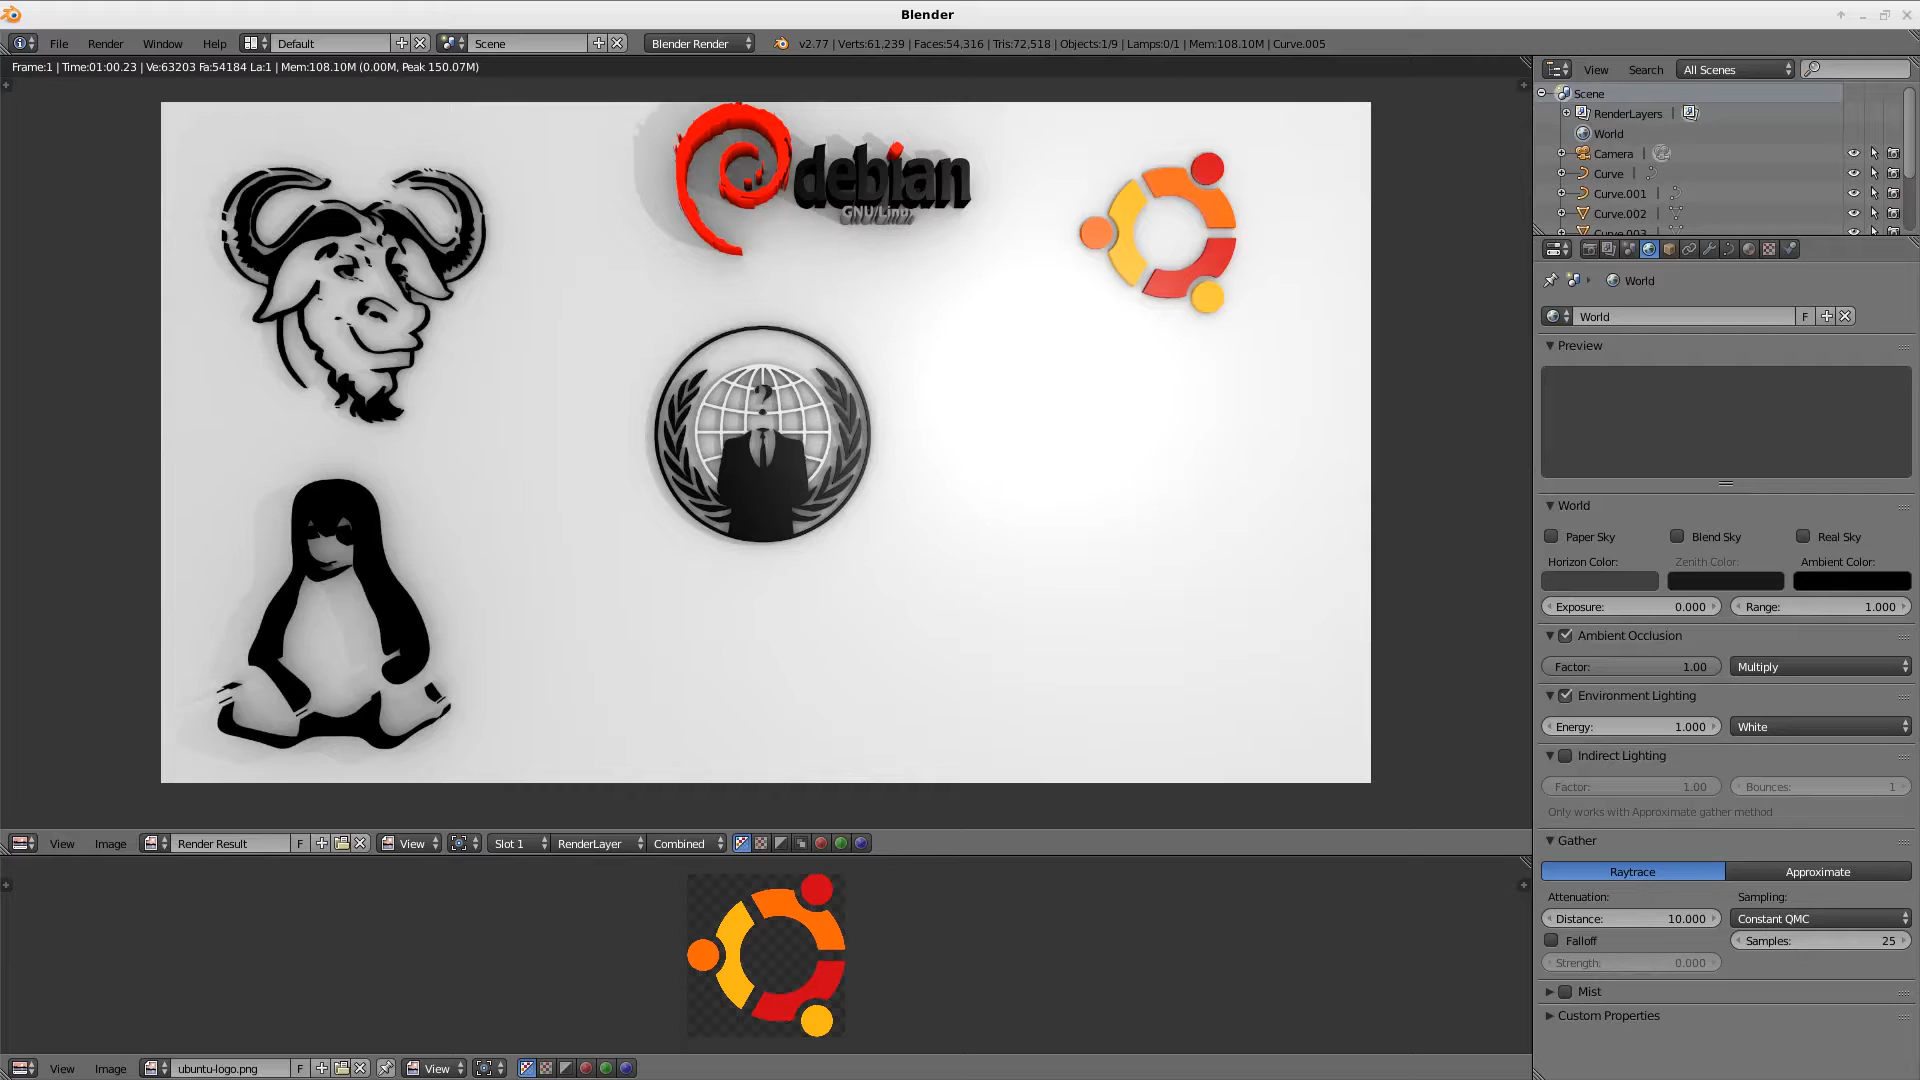 Blender
File Render Window Help Default Scene Blender Render v2.77 | Verts:61,239 | Faces:54,316 | Tris:72,518 | Objects:1/9 | Lamps:0/1 | Mem:108.10M | Curve.005
Frame:1 | Time:01:00.23 | Ve:63203 Fa:54184 La:1 | Mem:108.10M (0.00M, Peak 150.07M)
View Search All Scenes
Scene
RenderLayers |
World
Camera |
Curve |
Curve.001 |
Curve.002 |
Curve.003
debian
GNU/Linux
?
World
World F
Preview
World
Paper Sky Blend Sky Real Sky
Horizon Color: Zenith Color: Ambient Color:
Exposure: 0.000 Range: 1.000
Ambient Occlusion
Factor: 1.00 Multiply
Environment Lighting
Energy: 1.000 White
Indirect Lighting
Factor: 1.00 Bounces: 1
Only works with Approximate gather method
Gather
Raytrace Approximate
Attenuation: Sampling:
Distance: 10.000 Constant QMC
Falloff Samples: 25
Strength: 0.000
Mist
Custom Properties
View Image Render Result F View Slot 1 RenderLayer Combined
View Image ubuntu-logo.png F View